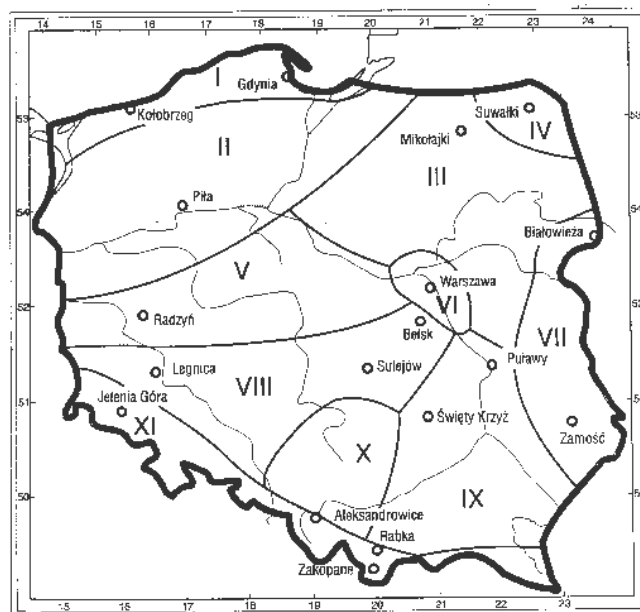 14 15 16 17 18 19 20 21 22 23 24
I
Gdynia
Kołobrzeg
Suwałki
IV
53
II
Mikołajki
III
Piła
54
54
Białowieża
V
Warszawa
52
VI
Radzyń
Belsk
VII
Legnica
VIII
Sulejów
Puławy
51
Jelenia Góra
XI
Święty Krzyż
Zamość
X
50
IX
Aleksandrowice
Rabka
Zakopane
16 17 18 19 20 21 22 23